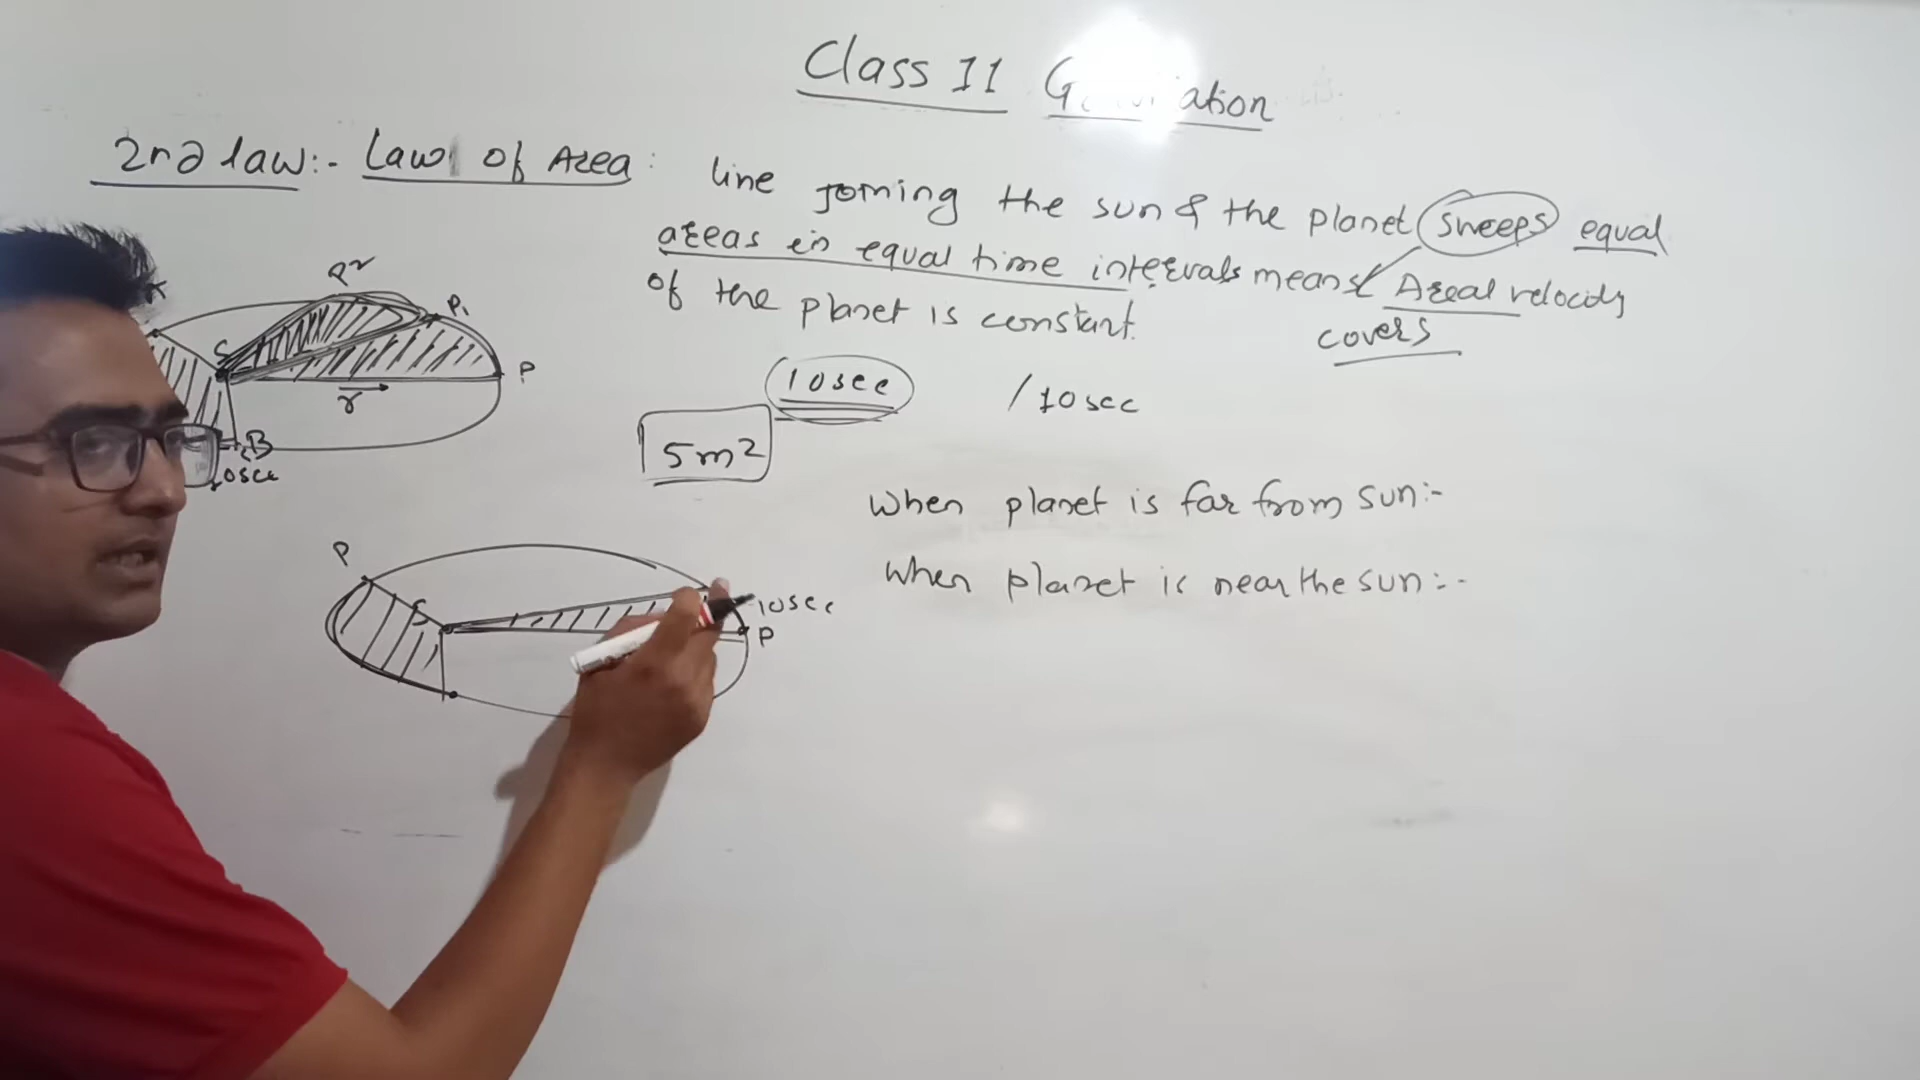 Class 11 Gravitation
2nd law:- Law of Area: line joining the sun & the planet sweeps equal
areas in equal time intervals means Areal velocity
of the planet is constant.
covers
P2
P1
S
P
r
B
10sec
10sec
/10sec
5m2
When planet is far from sun:-
When planet is near the sun:-
P
S
10sec
P